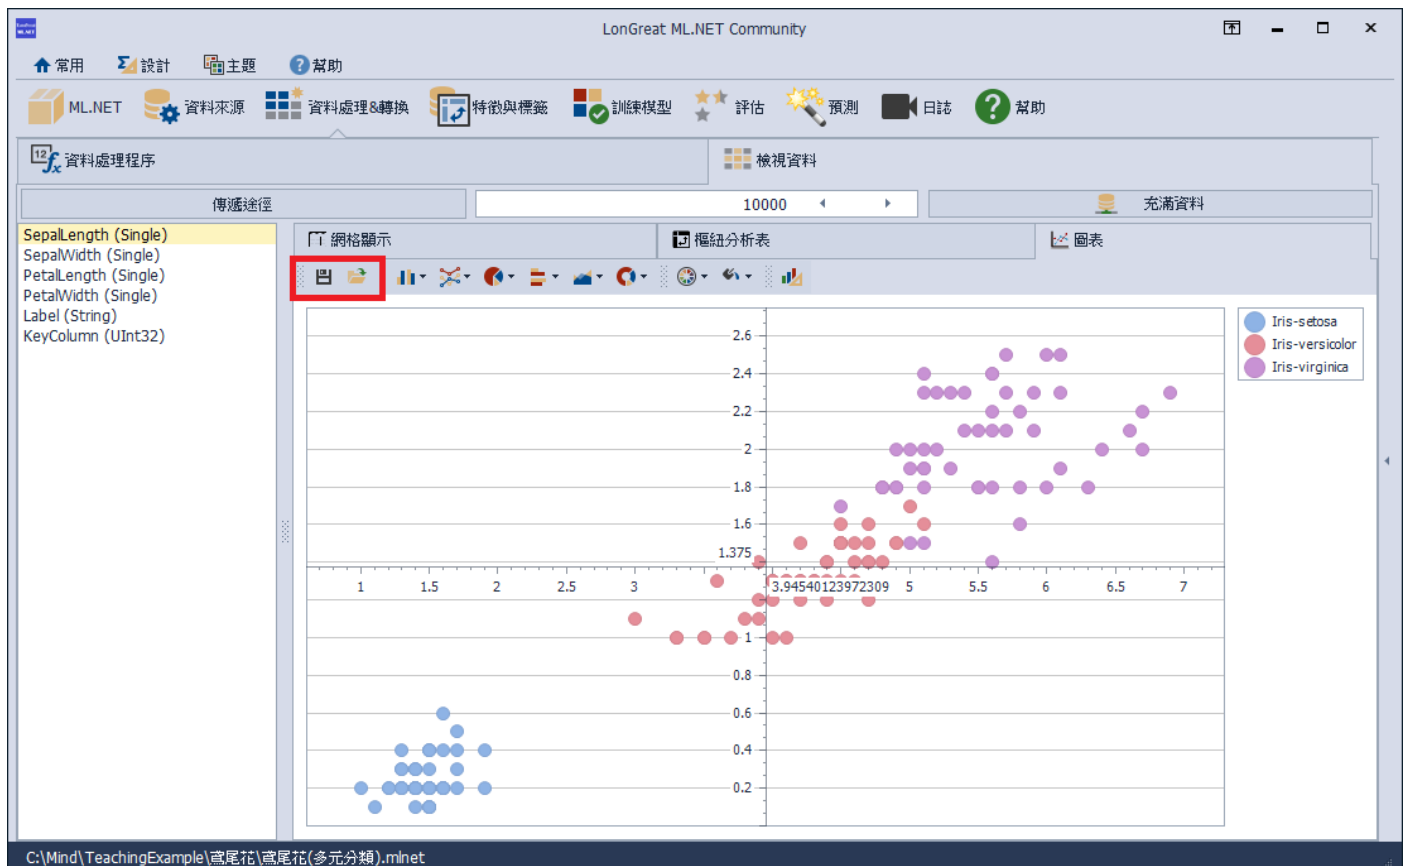 LonGreat ML.NET Community
常用 設計 主題 幫助
ML.NET 資料來源 資料處理&轉換 特徵與標籤 訓練模型 評估 預測 日誌 幫助
資料處理程序 檢視資料
傳遞途徑 10000 充滿資料
SepalLength (Single)
SepalWidth (Single)
PetalLength (Single)
PetalWidth (Single)
Label (String)
KeyColumn (UInt32)
網格顯示 樞紐分析表 圖表
Iris-setosa
Iris-versicolor
Iris-virginica
2.6
2.4
2.2
2
1.8
1.6
1.375
1 1.5 2 2.5 3 3.94540123972309 5 5.5 6 6.5 7
1
0.8
0.6
0.4
0.2
C:\Mind\TeachingExample\鳶尾花\鳶尾花(多元分類).mlnet